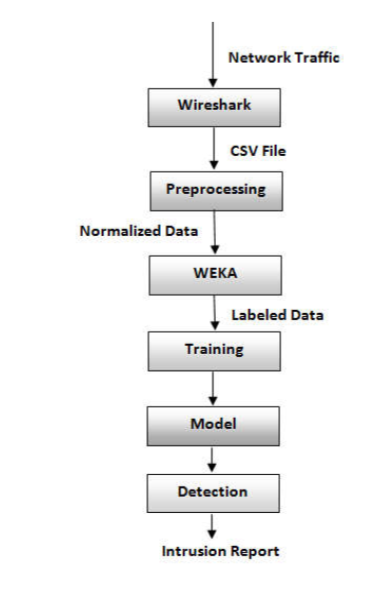 Network Traffic
Wireshark
CSV File
Preprocessing
Normalized Data
WEKA
Labeled Data
Training
Model
Detection
Intrusion Report